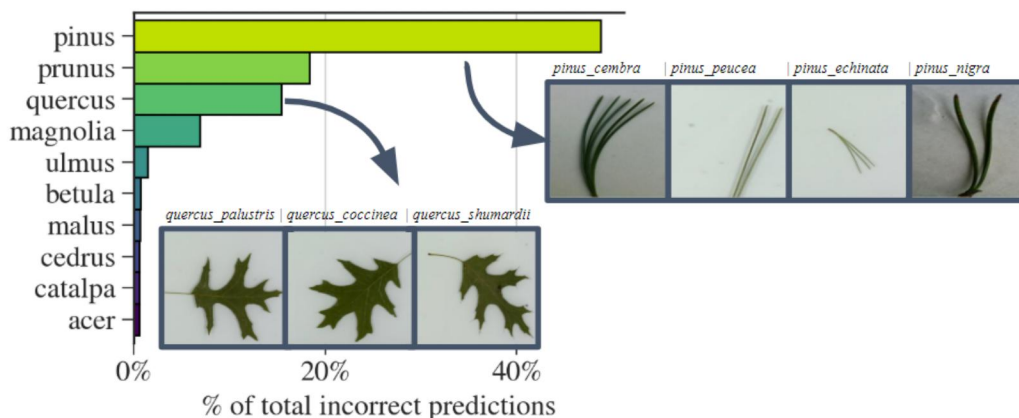 pinus
prunus
quercus
magnolia
ulmus
betula
malus
cedrus
catalpa
acer
pinus_cembra | pinus_peucea | pinus_echinata | pinus_nigra
quercus_palustris | quercus_coccinea | quercus_shumardii
0% 20% 40%
% of total incorrect predictions